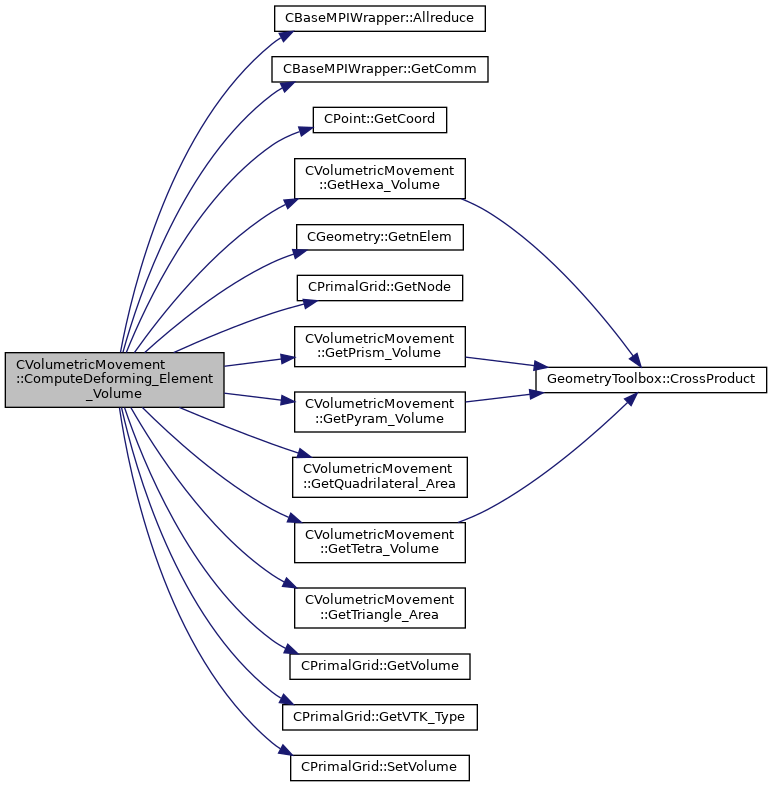 CBaseMPIWrapper::Allreduce
CBaseMPIWrapper::GetComm
CPoint::GetCoord
CVolumetricMovement
::GetHexa_Volume
CGeometry::GetnElem
CPrimalGrid::GetNode
CVolumetricMovement
::GetPrism_Volume
CVolumetricMovement
::ComputeDeforming_Element
_Volume
GeometryToolbox::CrossProduct
CVolumetricMovement
::GetPyram_Volume
CVolumetricMovement
::GetQuadrilateral_Area
CVolumetricMovement
::GetTetra_Volume
CVolumetricMovement
::GetTriangle_Area
CPrimalGrid::GetVolume
CPrimalGrid::GetVTK_Type
CPrimalGrid::SetVolume